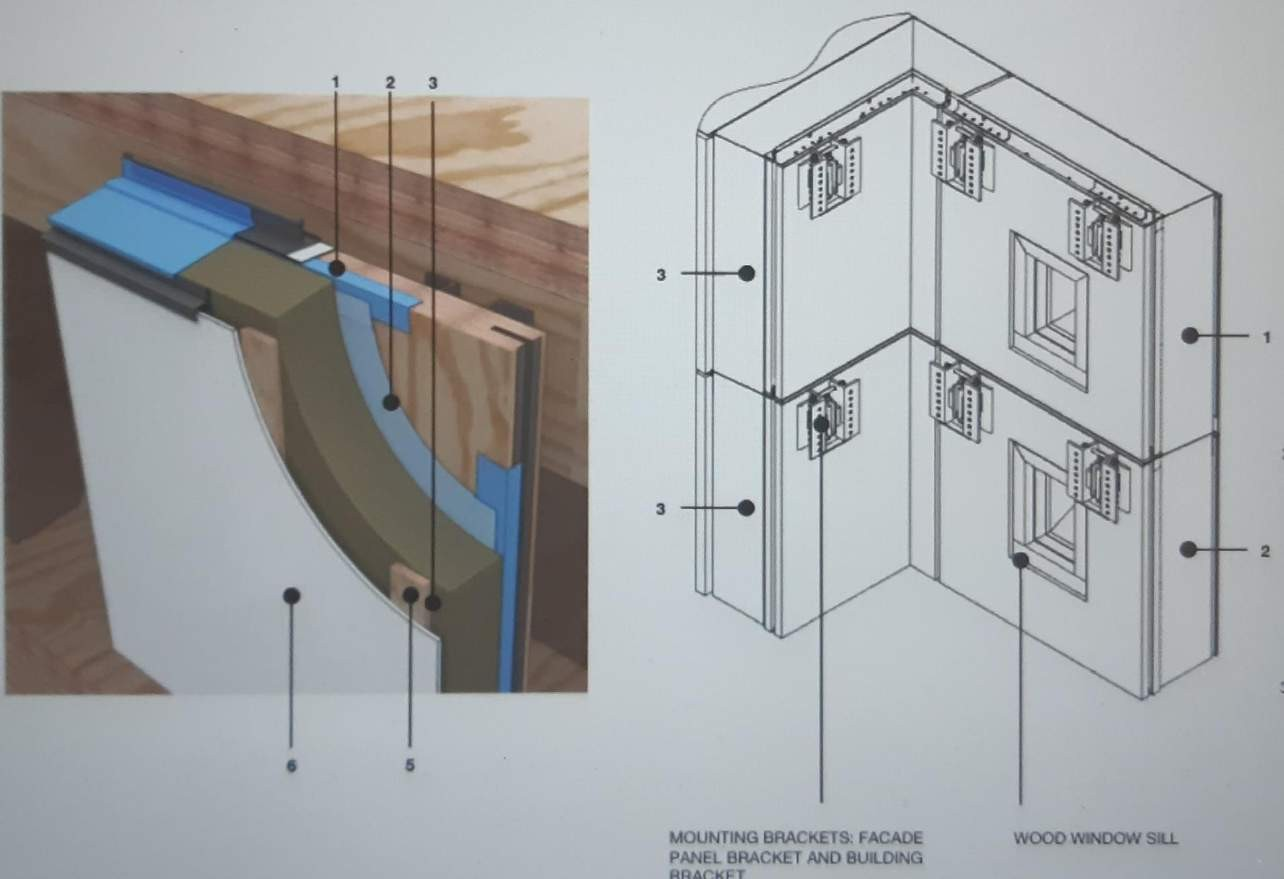 1 2 3
6 5
3
3
1
2
MOUNTING BRACKETS: FACADE
PANEL BRACKET AND BUILDING
BRACKET
WOOD WINDOW SILL